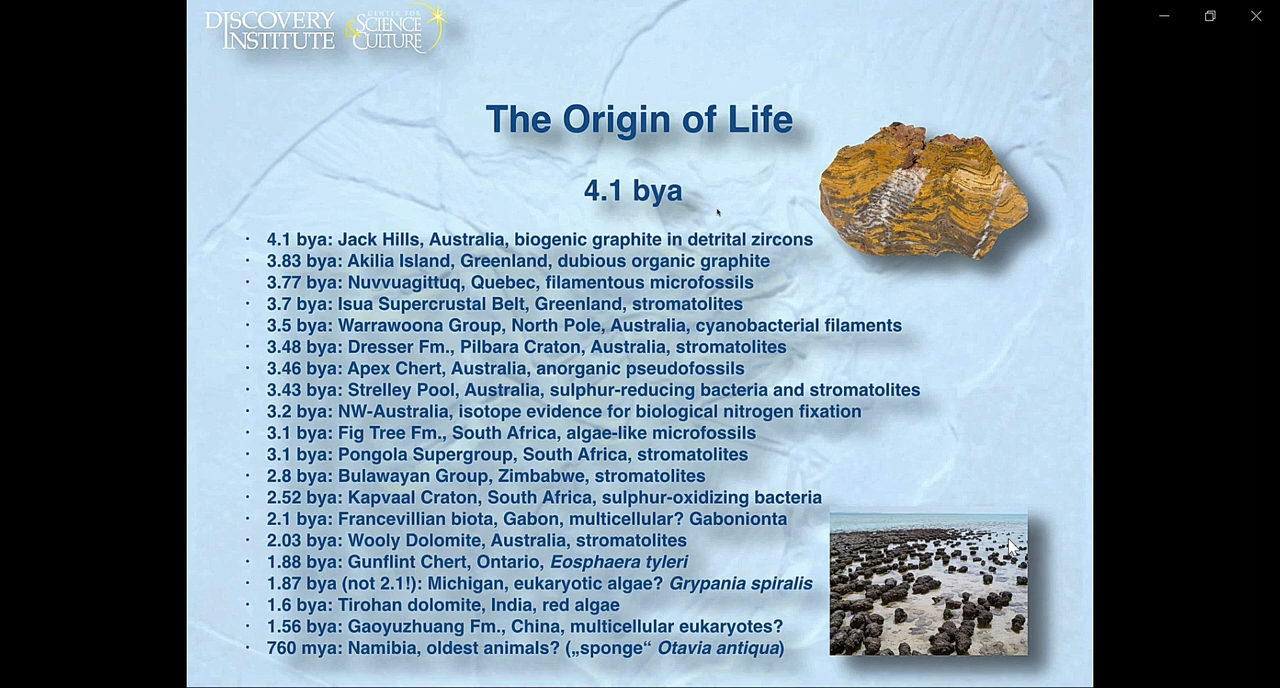 DISCOVERY
INSTITUTE
CENTER FOR
SCIENCE
& CULTURE
The Origin of Life
4.1 bya
· 4.1 bya: Jack Hills, Australia, biogenic graphite in detrital zircons
· 3.83 bya: Akilia Island, Greenland, dubious organic graphite
· 3.77 bya: Nuvvuagittuq, Quebec, filamentous microfossils
· 3.7 bya: Isua Supercrustal Belt, Greenland, stromatolites
· 3.5 bya: Warrawoona Group, North Pole, Australia, cyanobacterial filaments
· 3.48 bya: Dresser Fm., Pilbara Craton, Australia, stromatolites
· 3.46 bya: Apex Chert, Australia, anorganic pseudofossils
· 3.43 bya: Strelley Pool, Australia, sulphur-reducing bacteria and stromatolites
· 3.2 bya: NW-Australia, isotope evidence for biological nitrogen fixation
· 3.1 bya: Fig Tree Fm., South Africa, algae-like microfossils
· 3.1 bya: Pongola Supergroup, South Africa, stromatolites
· 2.8 bya: Bulawayan Group, Zimbabwe, stromatolites
· 2.52 bya: Kapvaal Craton, South Africa, sulphur-oxidizing bacteria
· 2.1 bya: Francevillian biota, Gabon, multicellular? Gabonionta
· 2.03 bya: Wooly Dolomite, Australia, stromatolites
· 1.88 bya: Gunflint Chert, Ontario, Eosphaera tyleri
· 1.87 bya (not 2.1!): Michigan, eukaryotic algae? Grypania spiralis
· 1.6 bya: Tirohan dolomite, India, red algae
· 1.56 bya: Gaoyuzhuang Fm., China, multicellular eukaryotes?
· 760 mya: Namibia, oldest animals? („sponge“ Otavia antiqua)